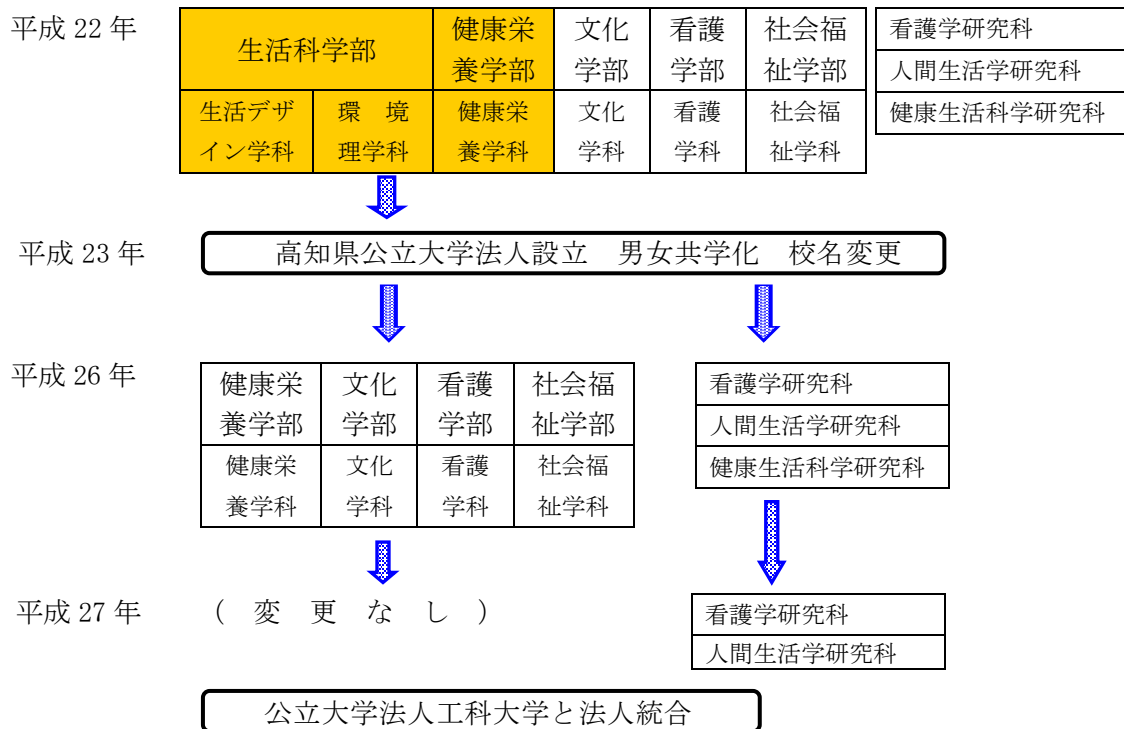 平成 22 年
生活科学部
健康栄
養学部
文化
学部
看護
学部
社会福
祉学部
生活デザ
イン学科
環　境
理学科
健康栄
養学科
文化
学科
看護
学科
社会福
祉学科
看護学研究科
人間生活学研究科
健康生活科学研究科
平成 23 年
高知県公立大学法人設立　男女共学化　校名変更
平成 26 年
健康栄
養学部
文化
学部
看護
学部
社会福
祉学部
健康栄
養学科
文化
学科
看護
学科
社会福
祉学科
看護学研究科
人間生活学研究科
健康生活科学研究科
平成 27 年
（　変　更　な　し　）
看護学研究科
人間生活学研究科
公立大学法人工科大学と法人統合